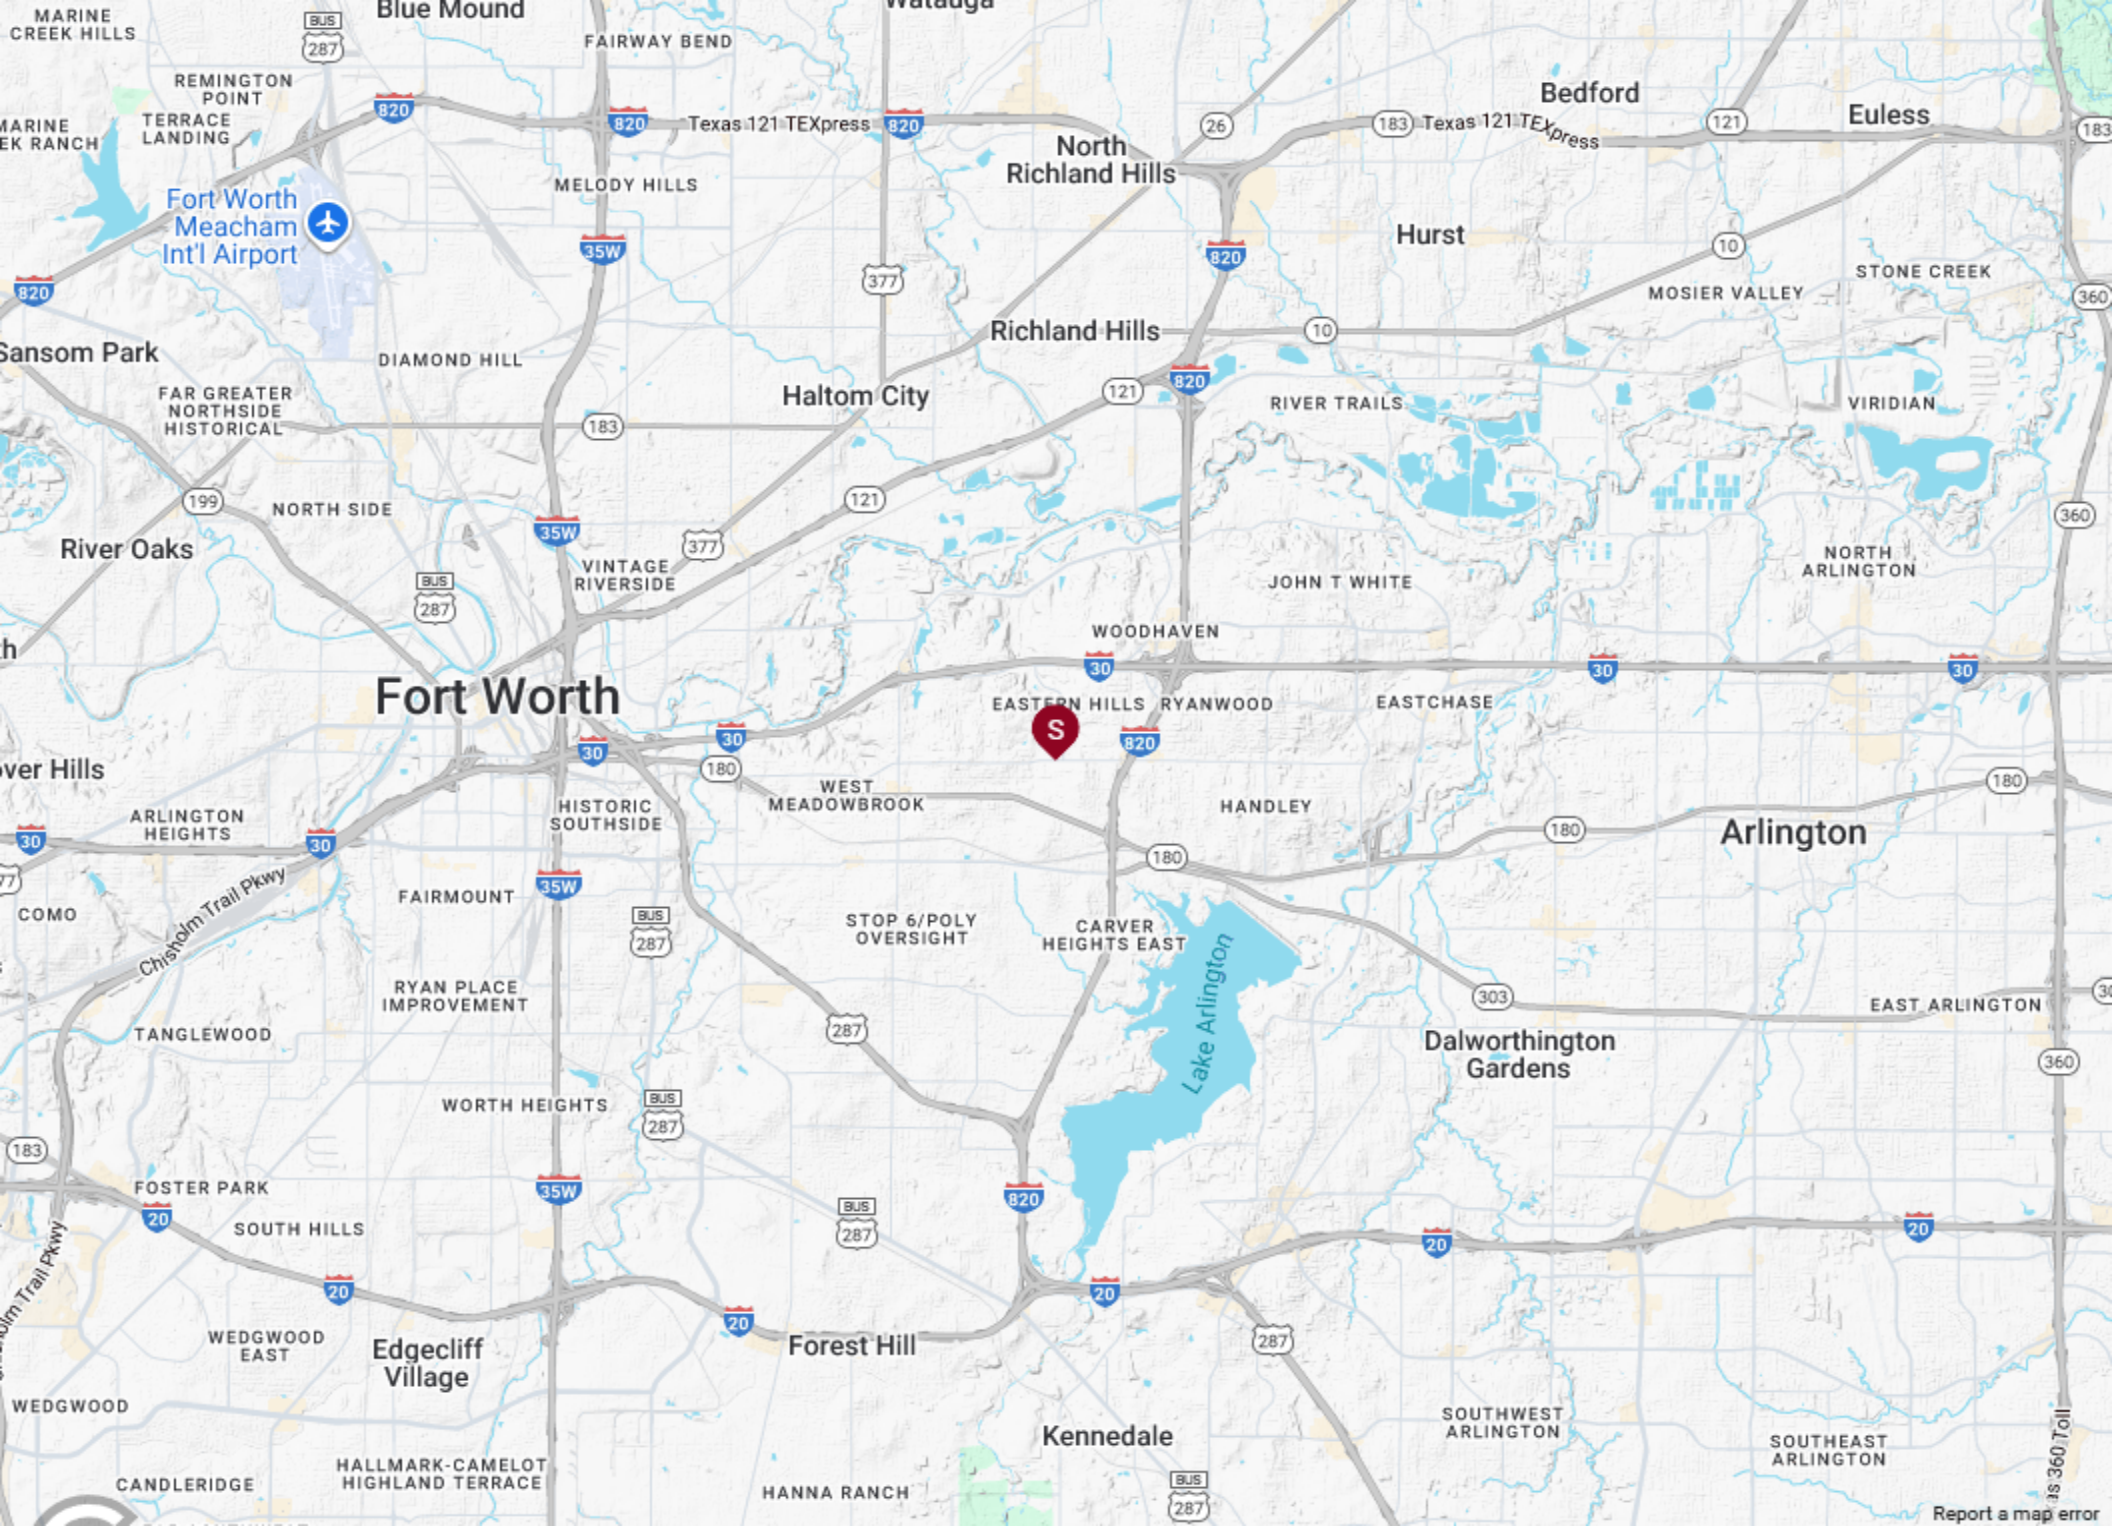 MARINE
CREEK HILLS
BUS
287
Blue Mound
Watauga
FAIRWAY BEND
REMINGTON
POINT
TERRACE
LANDING
820
820
Texas 121 TEXpress
820
MARINE
EK RANCH
North
Richland Hills
26
183
Texas 121 TEXpress
Bedford
121
Euless
183
Fort Worth
Meacham
Int'l Airport
MELODY HILLS
35W
820
377
820
Hurst
10
STONE CREEK
MOSIER VALLEY
360
Sansom Park
DIAMOND HILL
Richland Hills
10
FAR GREATER
NORTHSIDE
HISTORICAL
183
Haltom City
121
820
RIVER TRAILS
VIRIDIAN
199
NORTH SIDE
35W
377
121
360
River Oaks
BUS
287
VINTAGE
RIVERSIDE
JOHN T WHITE
NORTH
ARLINGTON
WOODHAVEN
h
Fort Worth
30
30
30
30
30
EASTERN HILLS
RYANWOOD
EASTCHASE
S
820
180
ver Hills
WEST
MEADOWBROOK
HANDLEY
180
ARLINGTON
HEIGHTS
HISTORIC
SOUTHSIDE
30
30
180
180
Arlington
77
Chisholm Trail Pkwy
FAIRMOUNT
35W
COMO
BUS
287
STOP 6/POLY
OVERSIGHT
CARVER
HEIGHTS EAST
Lake Arlington
RYAN PLACE
IMPROVEMENT
303
EAST ARLINGTON
30
TANGLEWOOD
287
Dalworthington
Gardens
360
WORTH HEIGHTS
BUS
287
183
FOSTER PARK
20
35W
820
SOUTH HILLS
BUS
287
20
20
Chisholm Trail Pkwy
20
20
20
WEDGWOOD
EAST
Edgecliff
Village
Forest Hill
287
WEDGWOOD
Kennedale
SOUTHWEST
ARLINGTON
SOUTHEAST
ARLINGTON
as 360 Toll
CANDLERIDGE
HALLMARK-CAMELOT
HIGHLAND TERRACE
HANNA RANCH
BUS
287
Report a map error